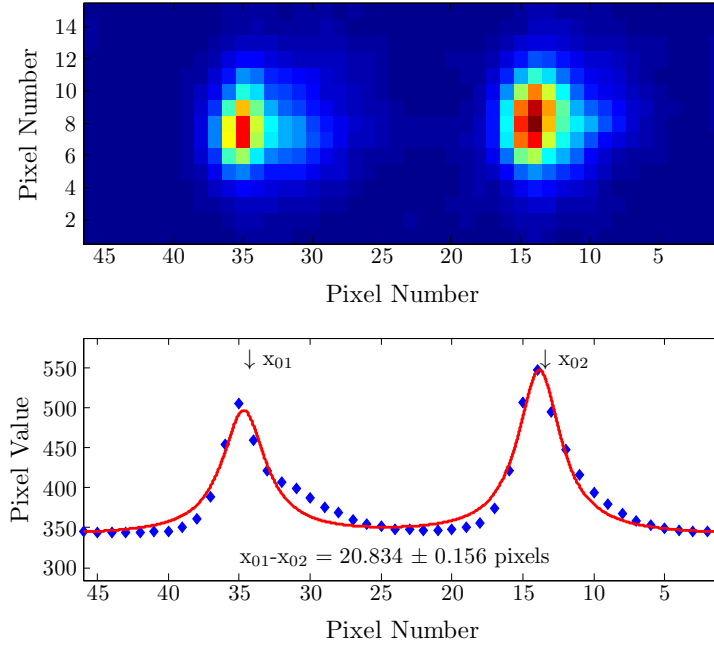 14
12
10
8
6
4
2
Pixel Number
45 40 35 30 25 20 15 10 5
Pixel Number
550
500
450
400
350
300
Pixel Value
↓ x₀₁
↓ x₀₂
x₀₁-x₀₂ = 20.834 ± 0.156 pixels
45 40 35 30 25 20 15 10 5
Pixel Number